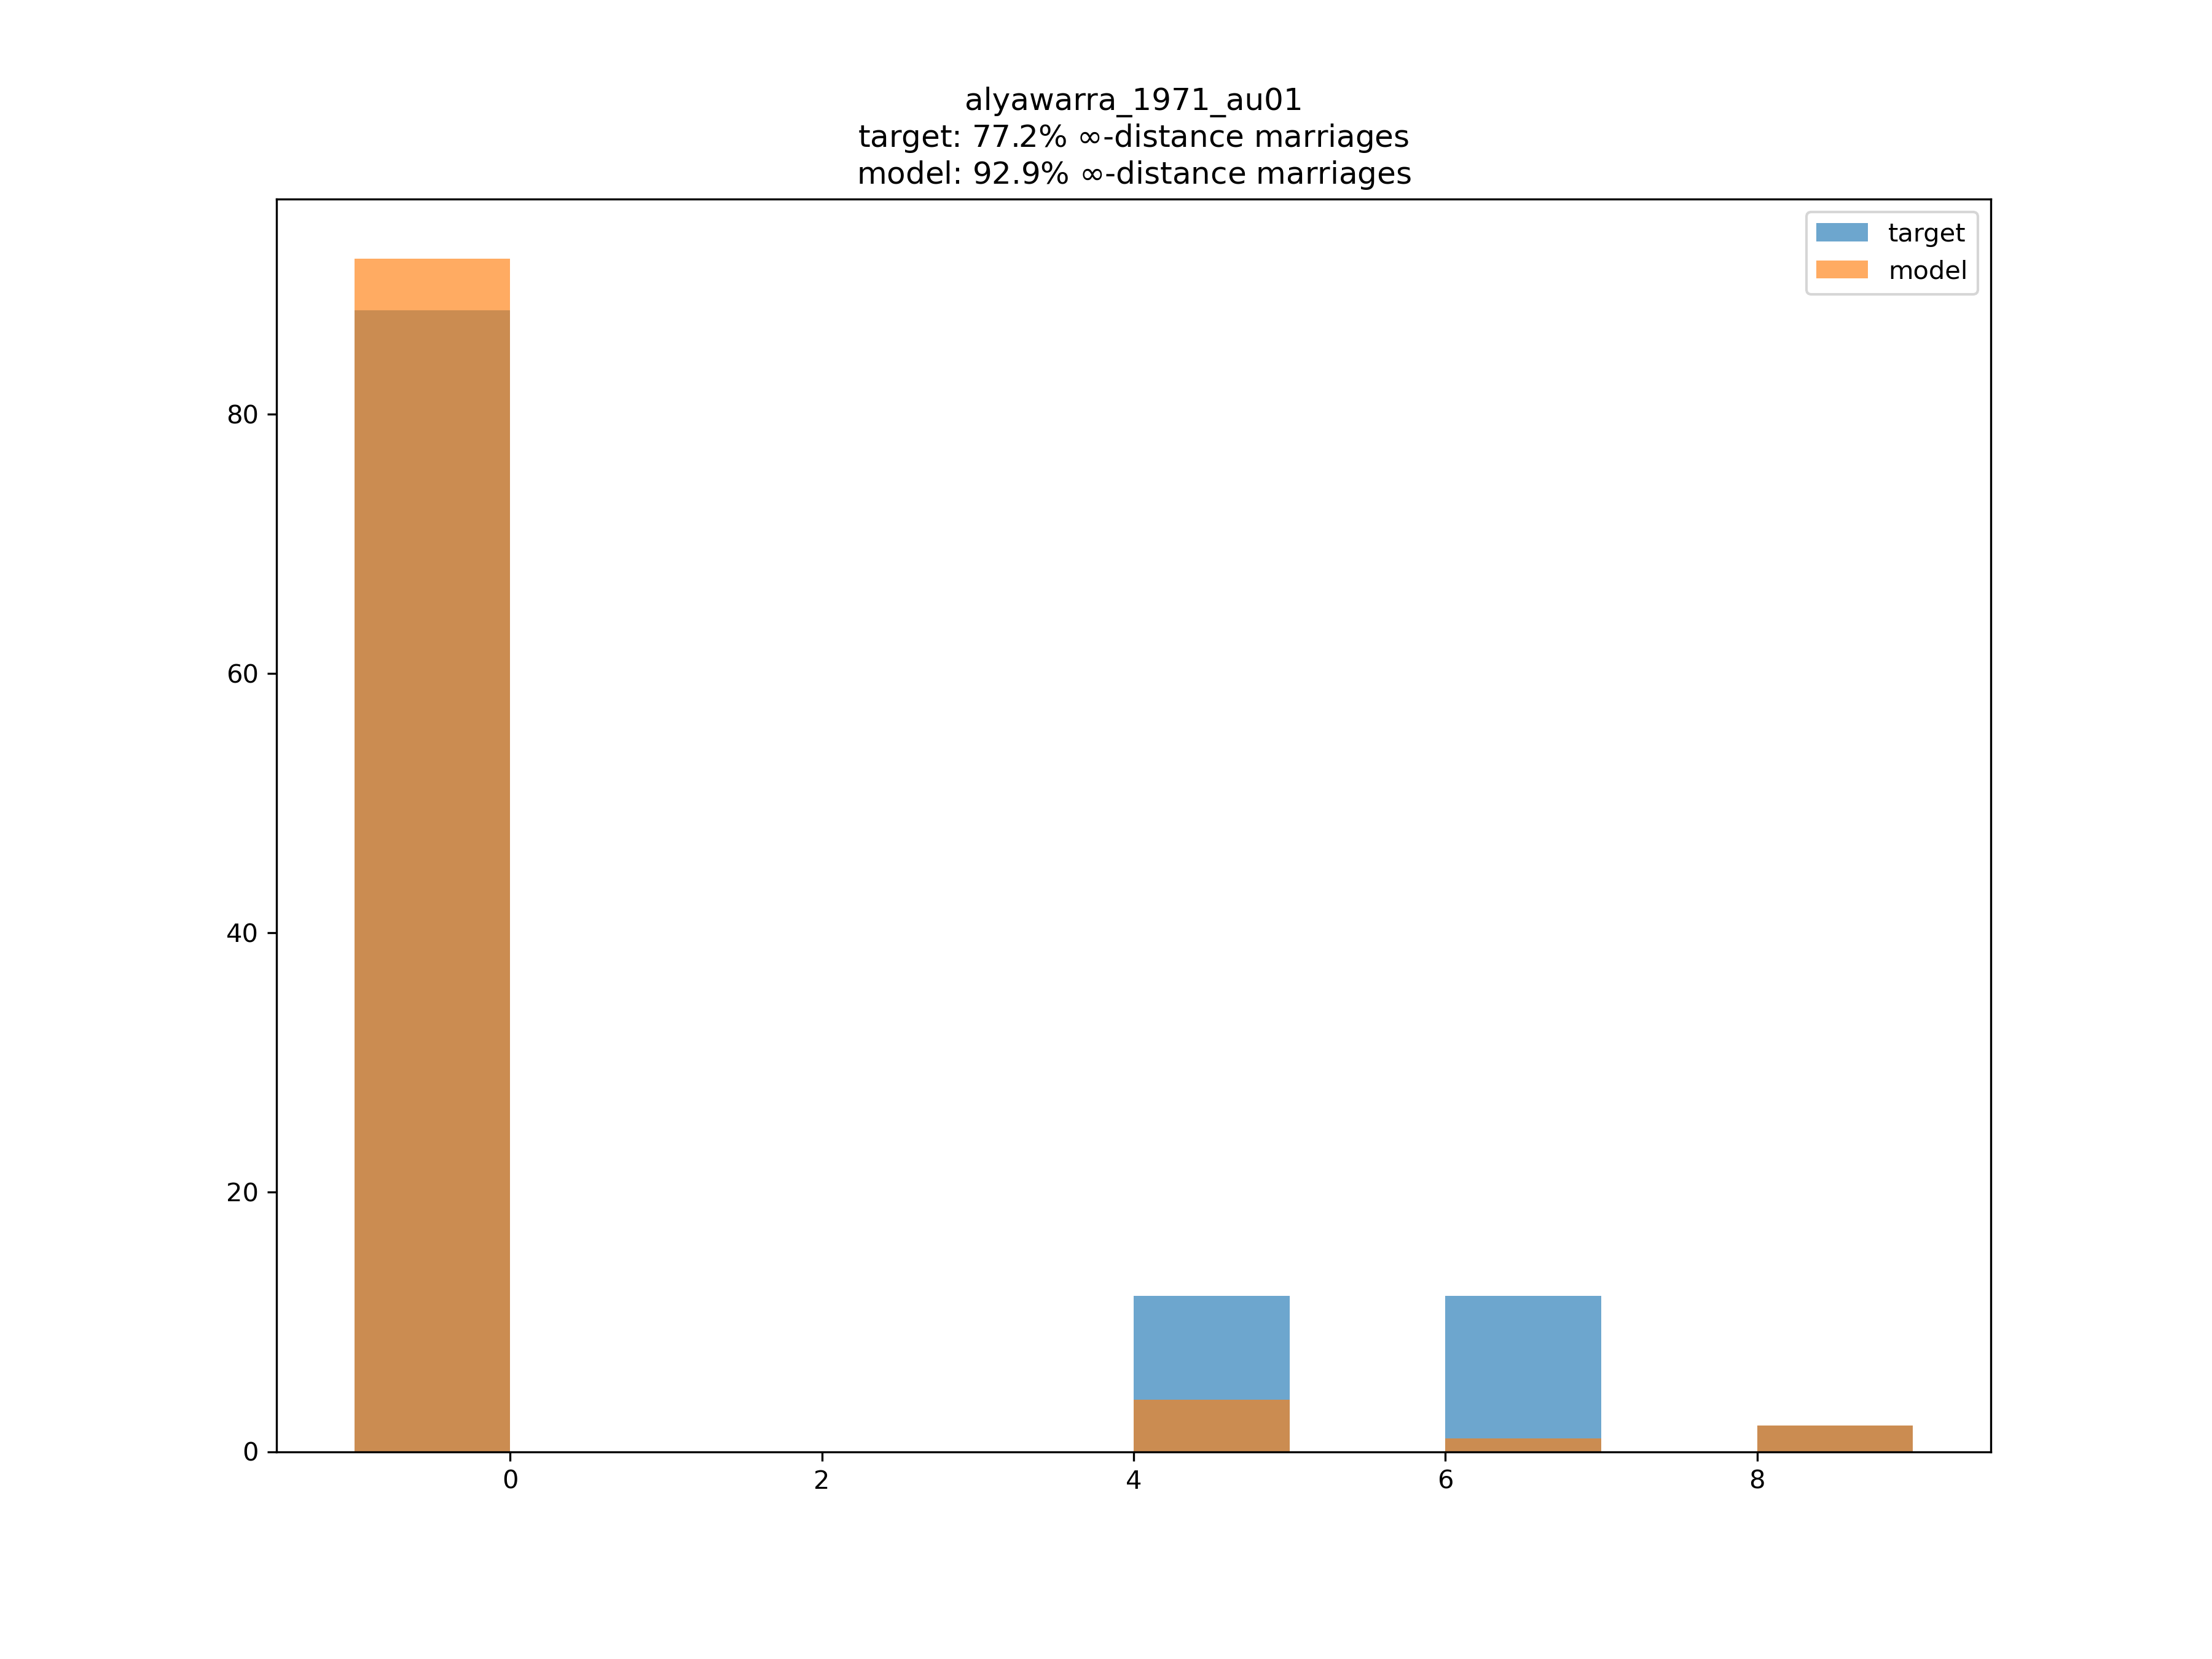 alyawarra_1971_au01
target: 77.2% ∞-distance marriages
model: 92.9% ∞-distance marriages
target
model
80
60
40
20
0
0 2 4 6 8